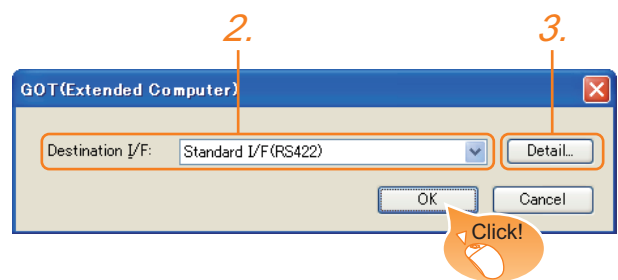 2.
3.
GOT(Extended Computer)
Destination I/F:
Standard I/F(RS422)
Detail...
OK
Cancel
Click!